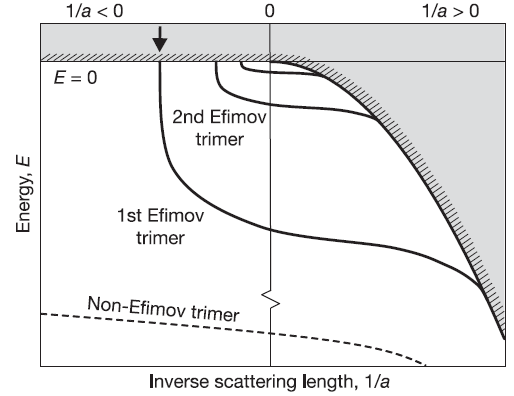 1/a < 0
0
1/a > 0
E = 0
2nd Efimov
trimer
1st Efimov
trimer
Non-Efimov trimer
Energy, E
Inverse scattering length, 1/a